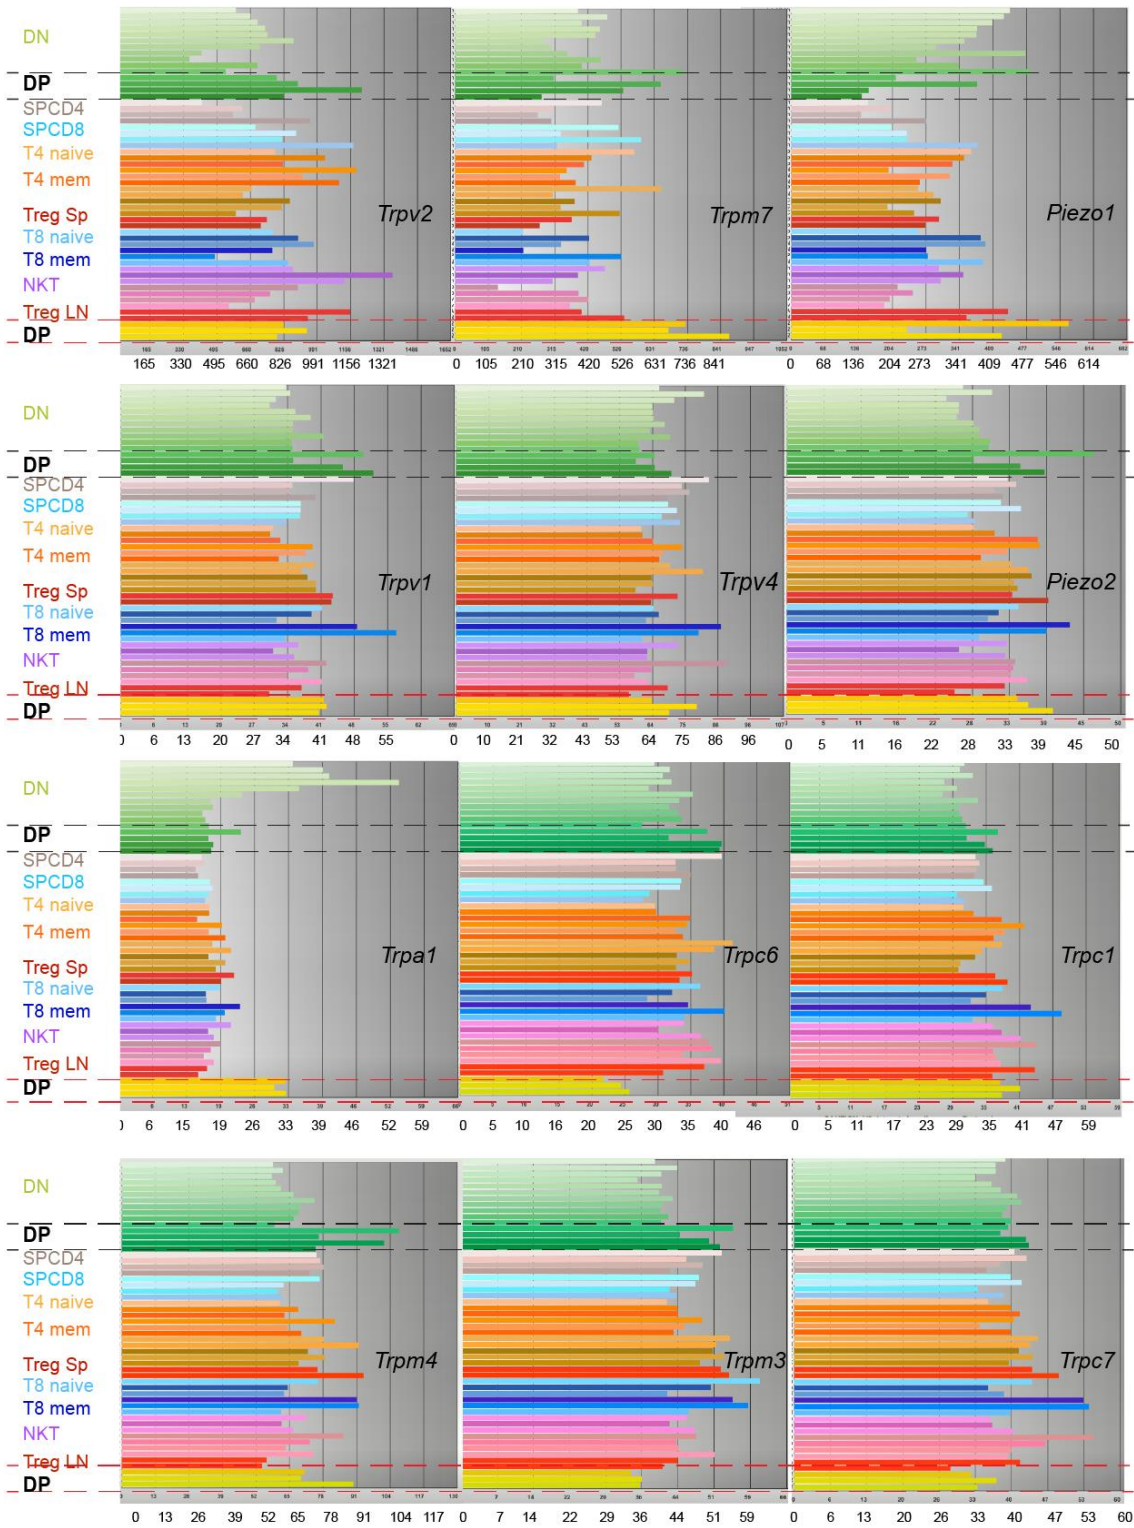 DN
DP
SPCD4
SPCD8
T4 naive
T4 mem
Treg Sp
T8 naive
T8 mem
NKT
Treg LN
DP
Trpv2
Trpm7
Piezo1
165 330 495 660 826 991 1156 1321
0 105 210 315 420 526 631 736 841
0 68 136 204 273 341 409 477 546 614
DN
DP
SPCD4
SPCD8
T4 naive
T4 mem
Treg Sp
T8 naive
T8 mem
NKT
Treg LN
DP
Trpv1
Trpv4
Piezo2
0 6 13 20 28 34 41 48 55
0 10 21 32 43 53 64 75 86 96
0 5 11 16 22 28 33 39 45 50
DN
DP
SPCD4
SPCD8
T4 naive
T4 mem
Treg Sp
T8 naive
T8 mem
NKT
Treg LN
DP
Trpa1
Trpc6
Trpc1
0 6 15 19 26 33 39 46 54 59
0 5 10 15 20 25 30 35 40 46
0 5 11 17 23 29 35 41 47 59
DN
DP
SPCD4
SPCD8
T4 naive
T4 mem
Treg Sp
T8 naive
T8 mem
NKT
Treg LN
DP
Trpm4
Trpm3
Trpc7
0 13 26 39 52 65 78 91 104 117
0 7 14 22 29 36 44 51 59
0 6 13 20 26 33 40 47 54 60